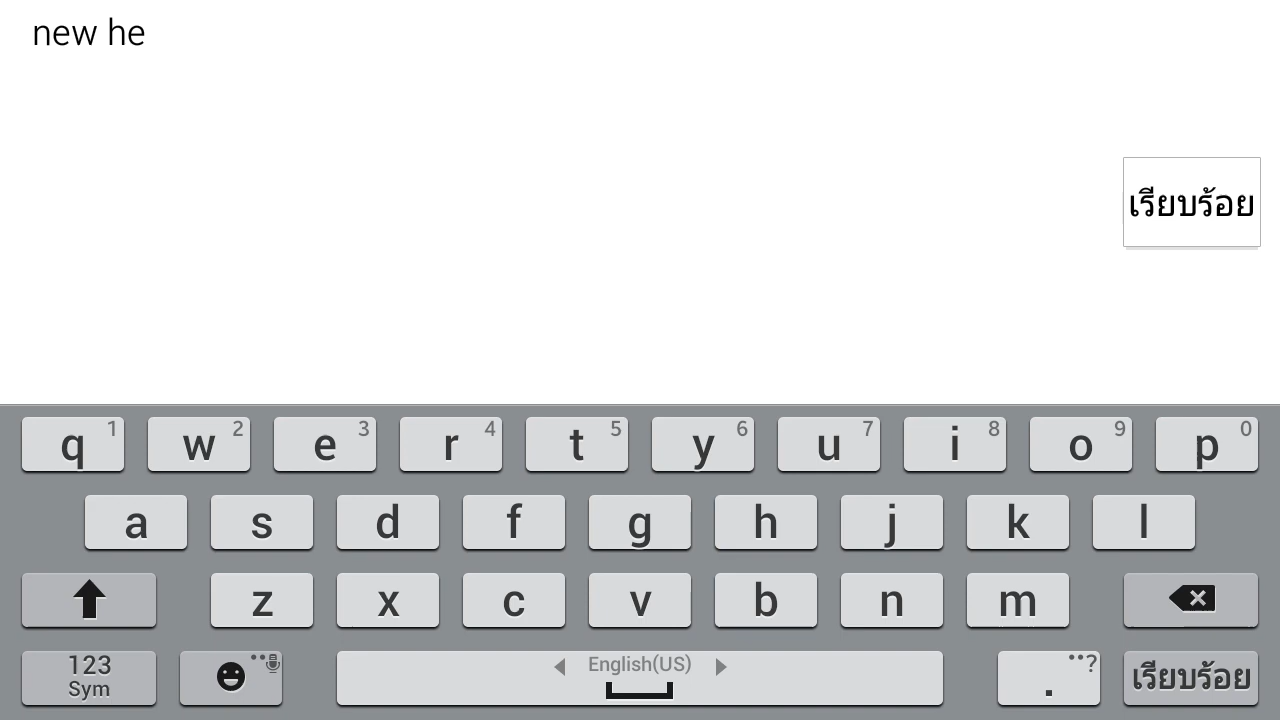 new he
เรียบร้อย
q 1 w 2 e 3 r 4 t 5 y 6 u 7 i 8 o 9 p 0
a s d f g h j k l
z x c v b n m
123 English(US) ?
Sym . เรียบร้อย